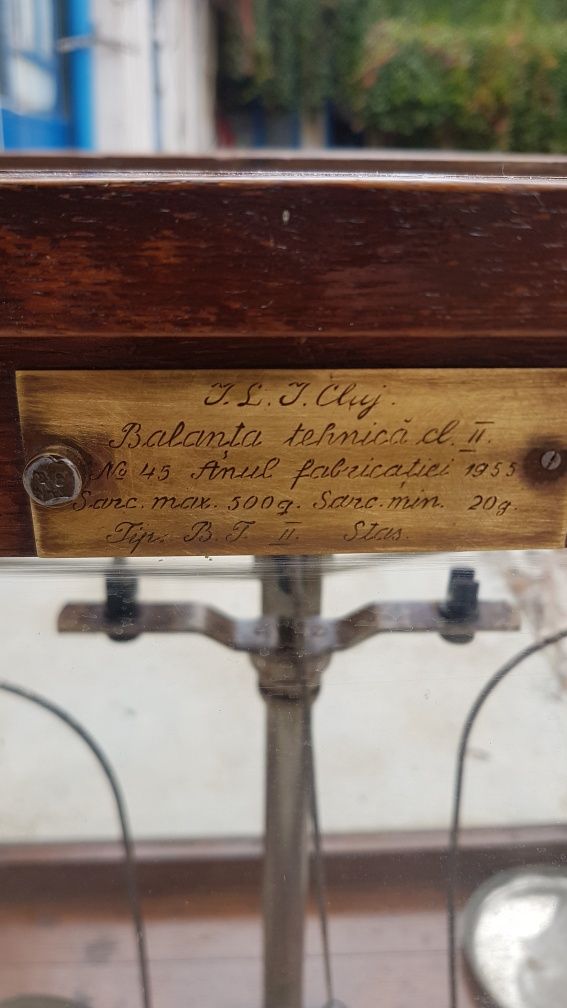 I. L. I. Cluj.
Balanța tehnică cl. II.
№ 45 Anul fabricației 1955
Sarc. max. 500g. Sarc. min. 20g.
Tip. B. T. II. Stas.